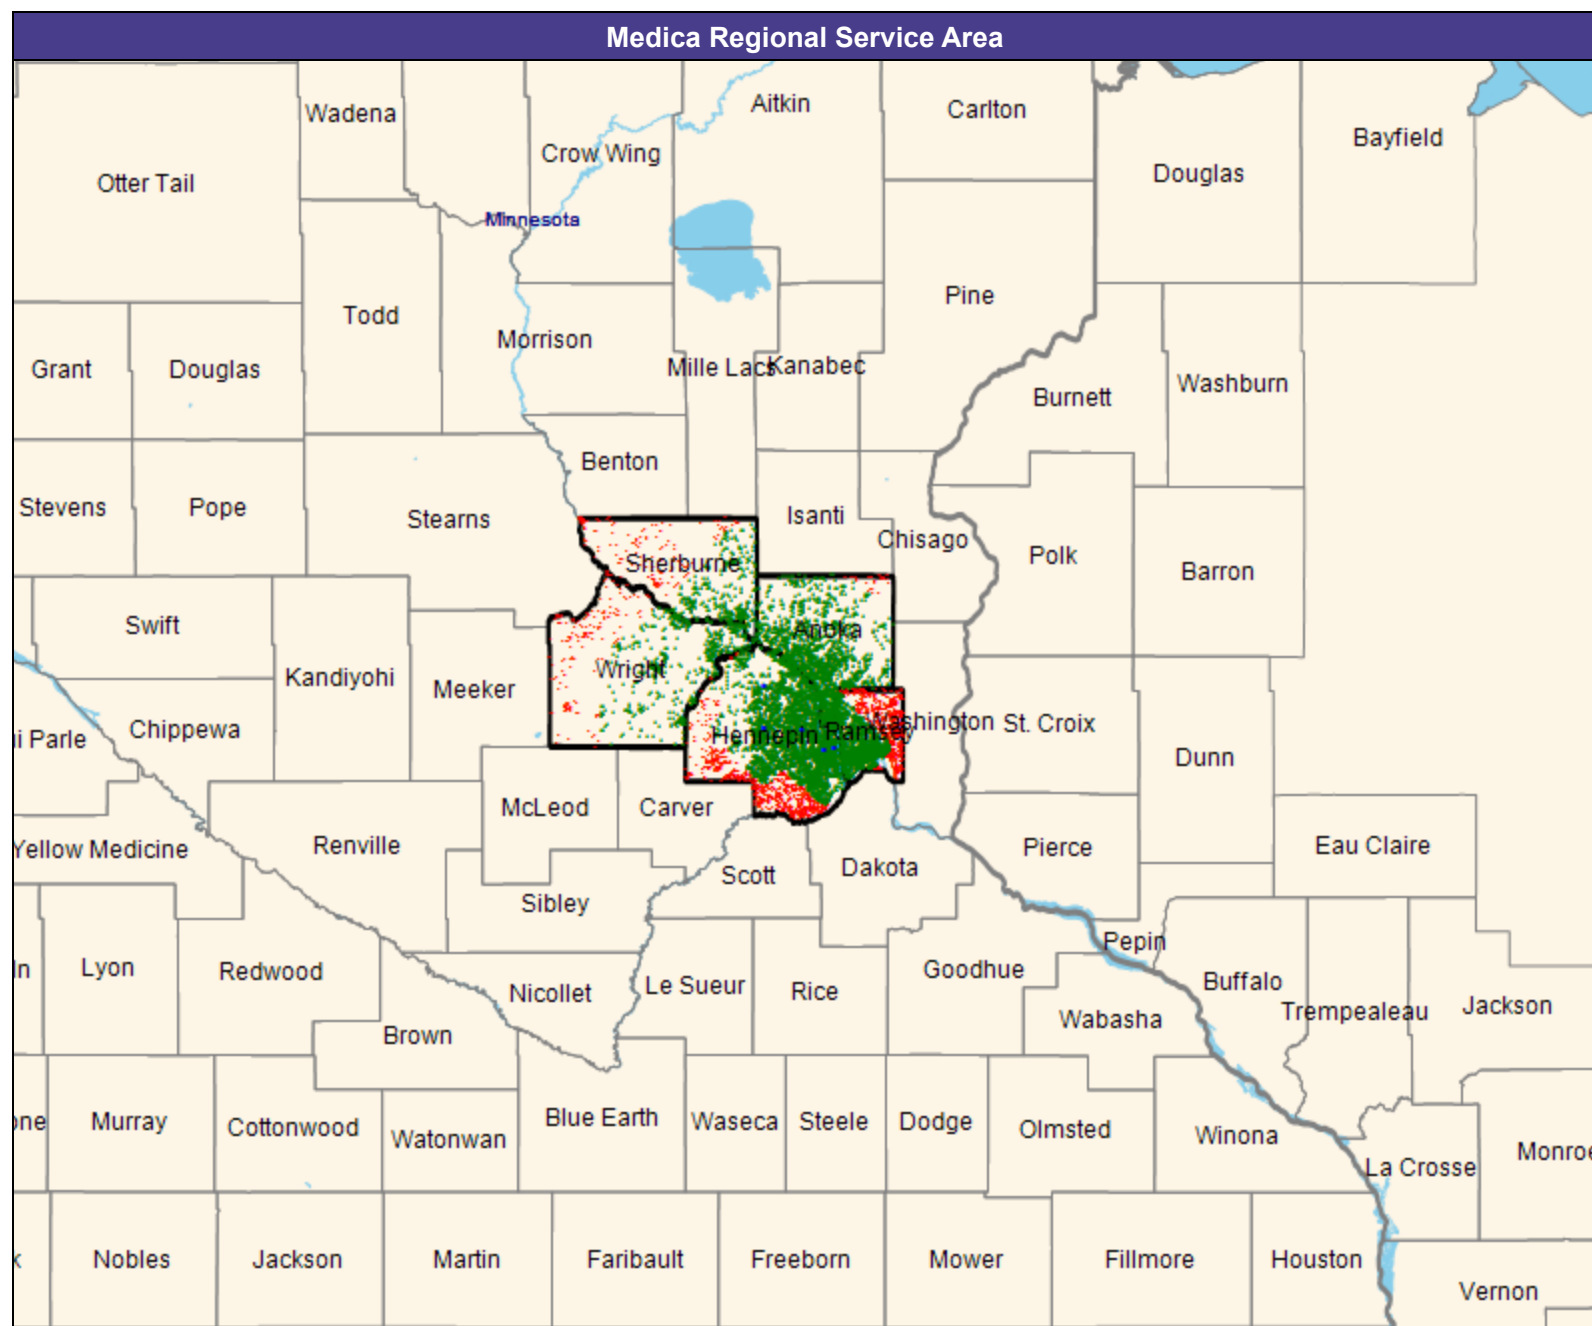 Medica Regional Service Area
Aitkin
Carlton
Wadena
Bayfield
Crow Wing
Douglas
Otter Tail
Minnesota
Pine
Todd
Morrison
Mille Lacs
Kanabec
Grant
Douglas
Washburn
Burnett
Benton
Stevens
Pope
Stearns
Isanti
Chisago
Polk
Barron
Sherburne
Swift
Anoka
Kandiyohi
Meeker
Wright
Chippewa
i Parle
Hennepin
Ramsey
Washington
St. Croix
Dunn
McLeod
Carver
Renville
Yellow Medicine
Pierce
Eau Claire
Scott
Dakota
Sibley
Pepin
ln
Lyon
Redwood
Nicollet
Le Sueur
Rice
Goodhue
Buffalo
Trempealeau
Jackson
Wabasha
Brown
one
Murray
Cottonwood
Watonwan
Blue Earth
Waseca
Steele
Dodge
Olmsted
Winona
La Crosse
Monroe
x
Nobles
Jackson
Martin
Faribault
Freeborn
Mower
Fillmore
Houston
Vernon